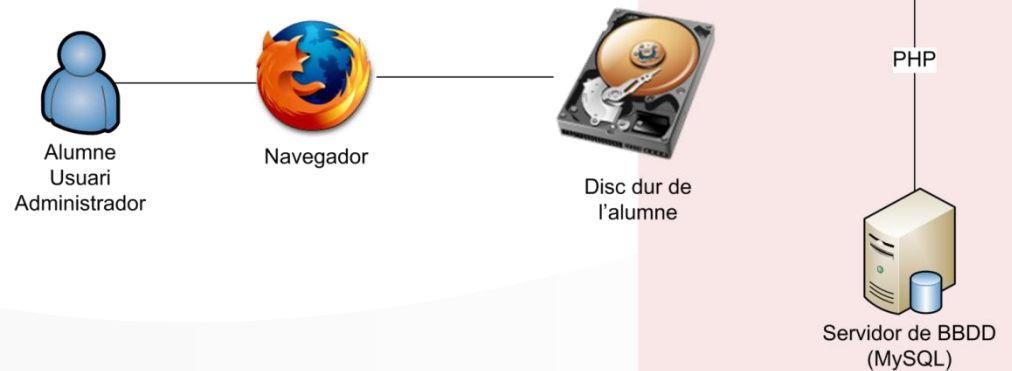 PHP
Alumne
Usuari
Administrador
Navegador
Disc dur de
l'alumne
Servidor de BBDD
(MySQL)